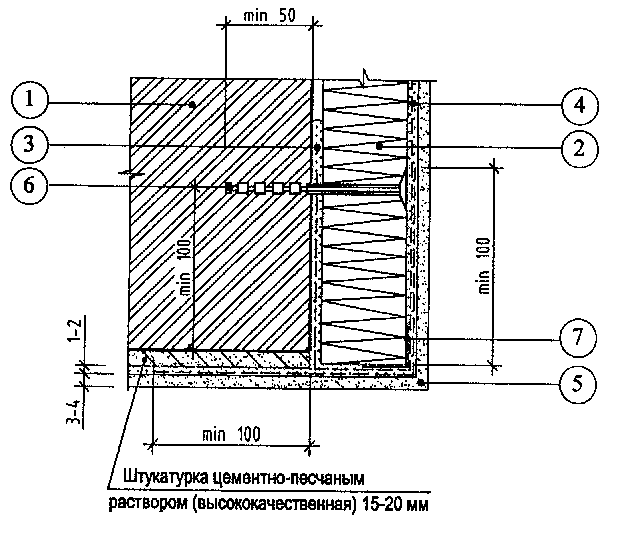 min 50
1
4
3
2
6
min 100
min 100
1-2
7
3-4
5
min 100
Штукатурка цементно-песчаным
раствором (высококачественная) 15-20 мм